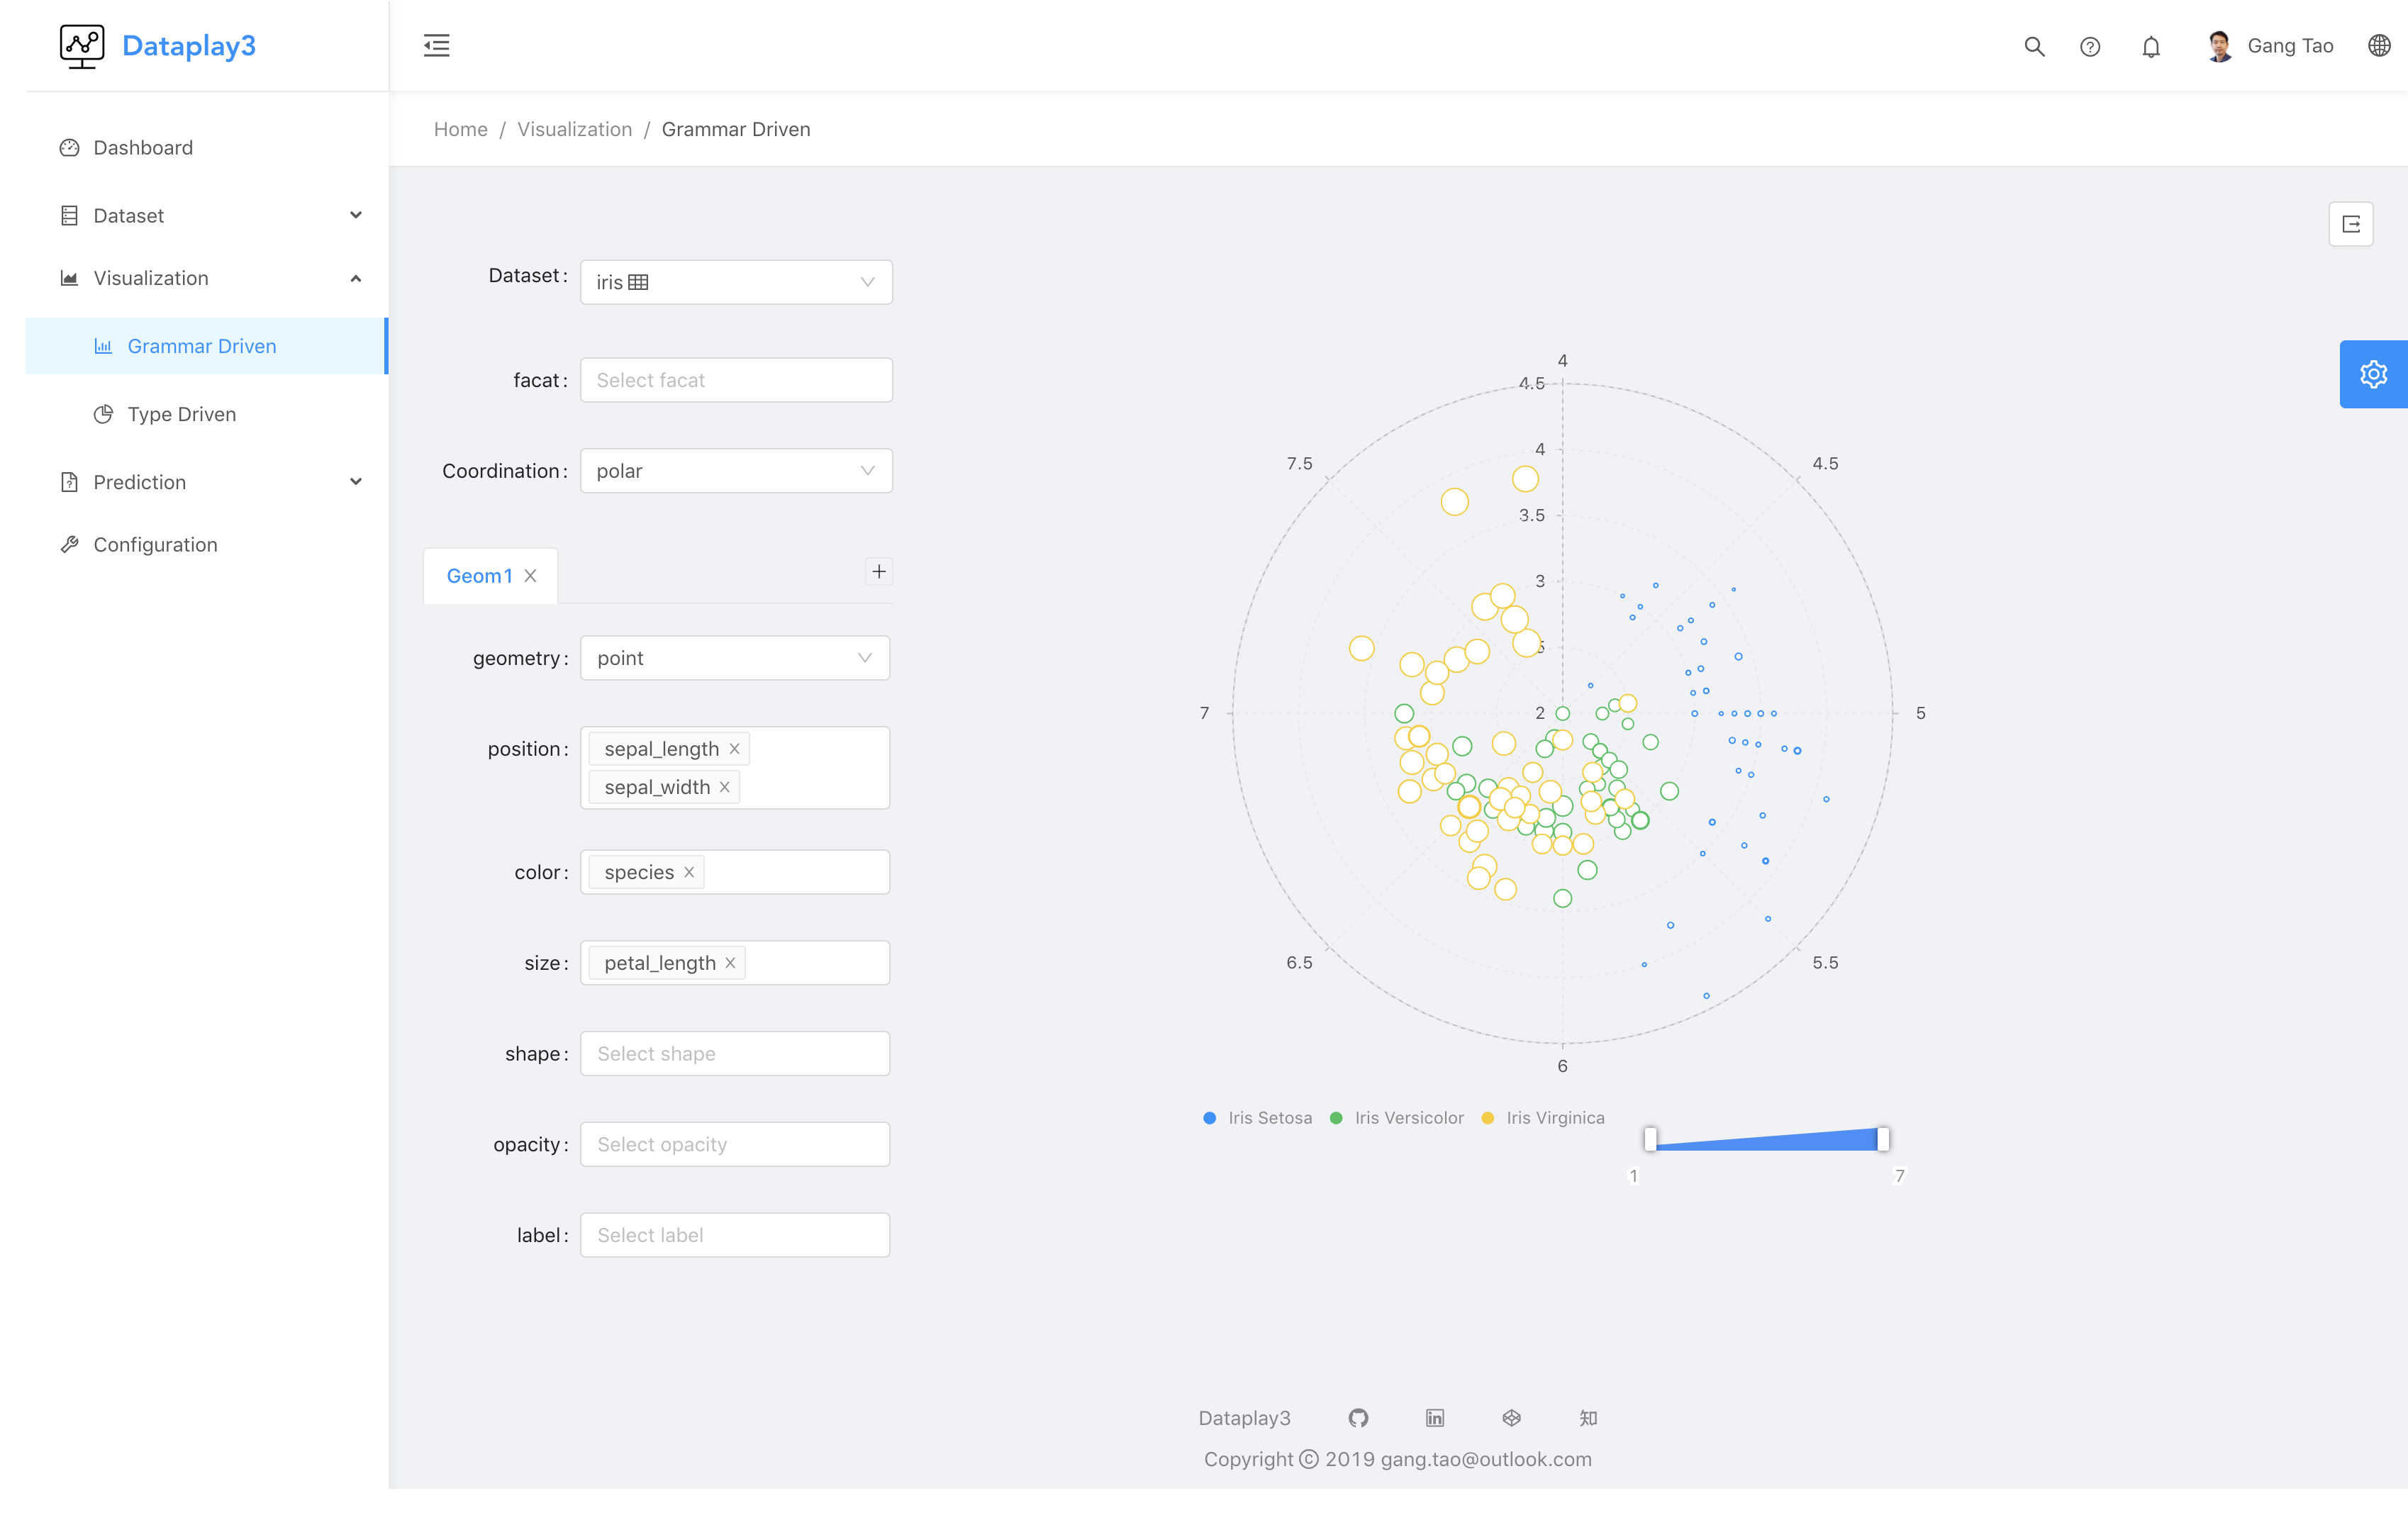 Dataplay3
Gang Tao
Home / Visualization / Grammar Driven
Dashboard
Dataset
Visualization
Grammar Driven
Type Driven
Prediction
Configuration
Dataset :
iris
facat :
Select facat
Coordination :
polar
Geom1
geometry :
point
position :
sepal_length
sepal_width
color :
species
size :
petal_length
shape :
Select shape
opacity :
Select opacity
label :
Select label
4
4.5
4
7.5
4.5
3.5
3
5
7
2
5
6.5
5.5
6
Iris Setosa Iris Versicolor Iris Virginica
1
7
Dataplay3
知
Copyright © 2019 gang.tao@outlook.com